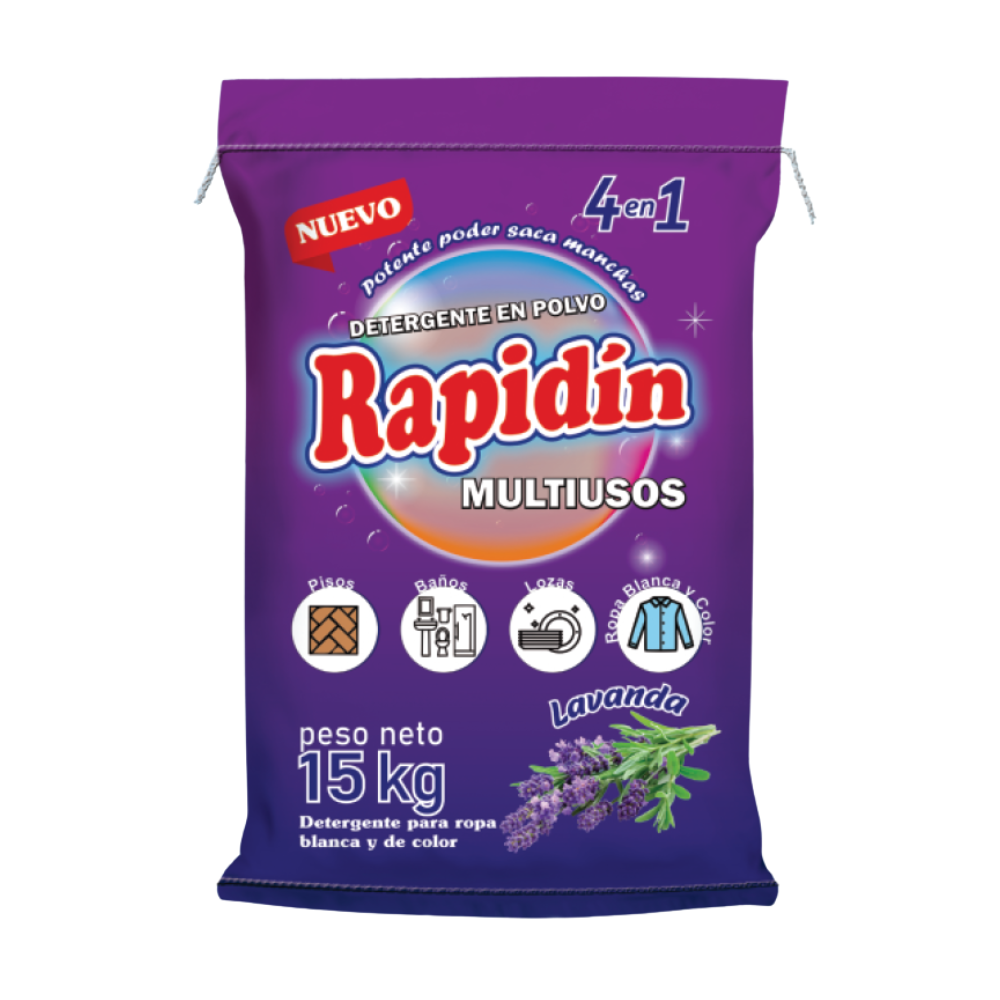 NUEVO
4 en 1
potente poder saca manchas
DETERGENTE EN POLVO
Rapidín
MULTIUSOS
Pisos
Baños
Lozas
Ropa Blanca y Color
Lavanda
peso neto
15 kg
Detergente para ropa
blanca y de color